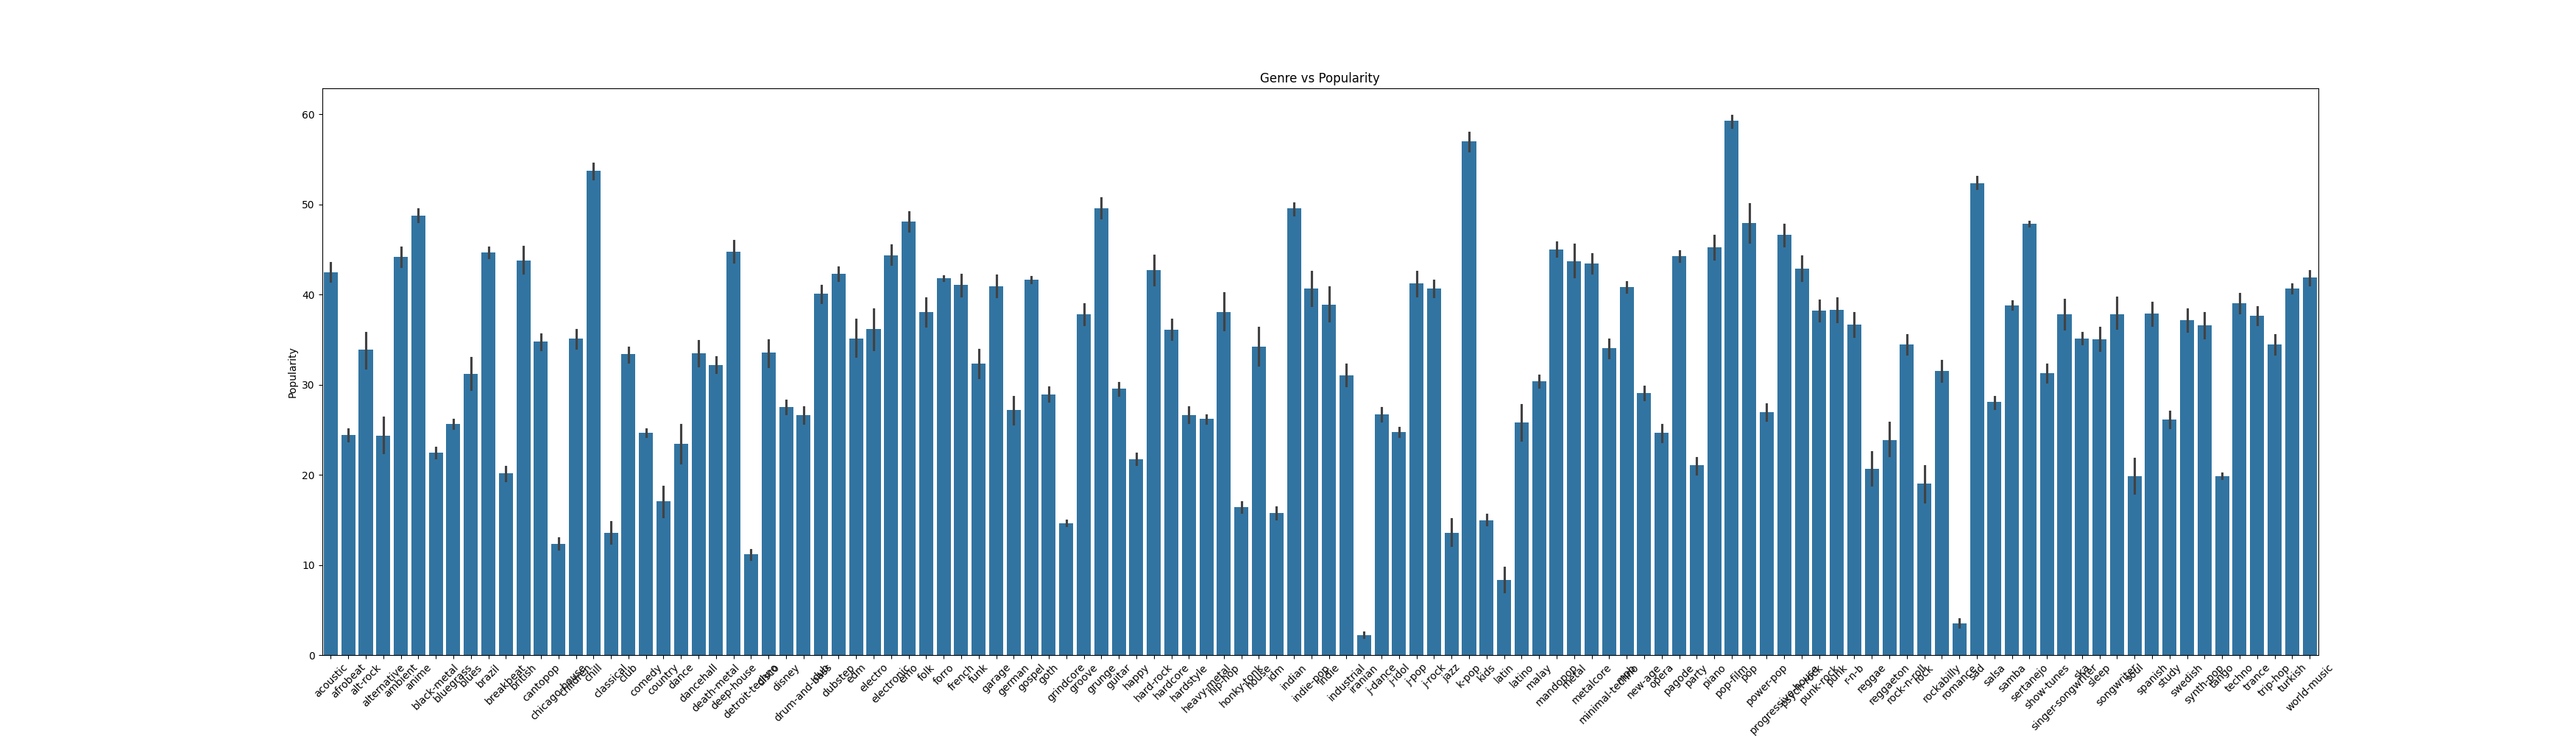 Genre vs Popularity
Popularity
60
50
40
30
20
10
0
acoustic
afrobeat
alt-rock
alternative
ambient
anime
black-metal
bluegrass
blues
brazil
breakbeat
british
cantopop
chicago-house
children
chill
classical
club
comedy
country
dance
dancehall
death-metal
deep-house
detroit-techno
disco
disney
drum-and-bass
dub
dubstep
edm
electro
electronic
emo
folk
forro
french
funk
garage
german
gospel
goth
grindcore
groove
grunge
guitar
happy
hard-rock
hardcore
hardstyle
heavy-metal
hip-hop
honky-tonk
house
idm
indian
indie-pop
indie
industrial
iranian
j-dance
j-idol
j-pop
j-rock
jazz
k-pop
kids
latin
latino
malay
mandopop
metal
metalcore
minimal-techno
mpb
new-age
opera
pagode
party
piano
pop-film
pop
power-pop
progressive-house
psych-rock
punk-rock
punk
r-n-b
reggae
reggaeton
rock-n-roll
rock
rockabilly
romance
sad
salsa
samba
sertanejo
show-tunes
singer-songwriter
ska
sleep
songwriter
soul
spanish
study
swedish
synth-pop
tango
techno
trance
trip-hop
turkish
world-music